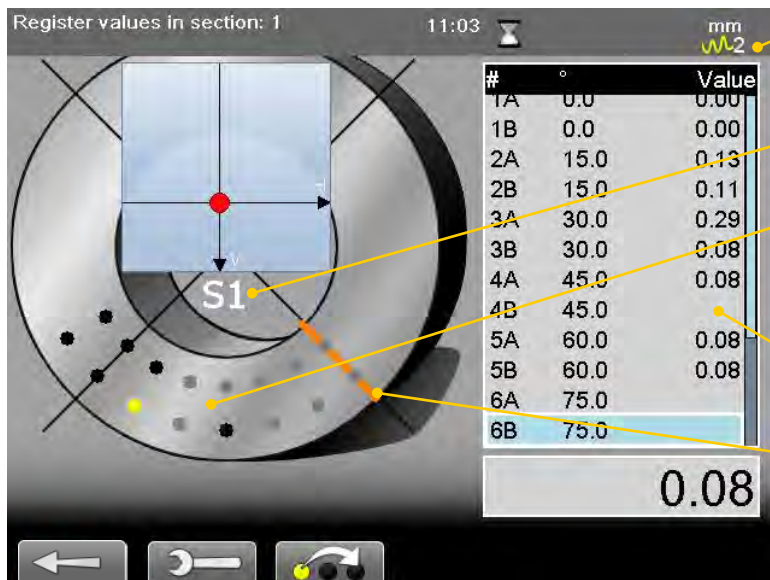 Register values in section: 1
11:03
mm
2
# ° Value
1A 0.0 0.00
1B 0.0 0.00
2A 15.0 0.13
2B 15.0 0.11
3A 30.0 0.29
3B 30.0 0.08
4A 45.0 0.08
4B 45.0
5A 60.0 0.08
5B 60.0 0.08
6A 75.0
6B 75.0
0.08
V
S1